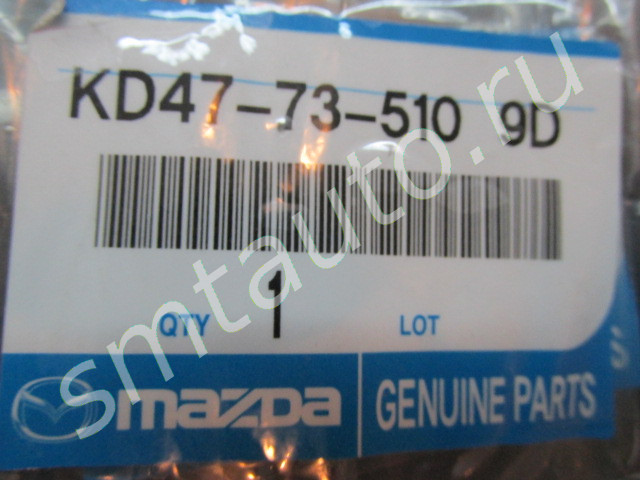 KD47-73-510 9D
QTY 1 LOT
mazda GENUINE PARTS
smtauto.ru